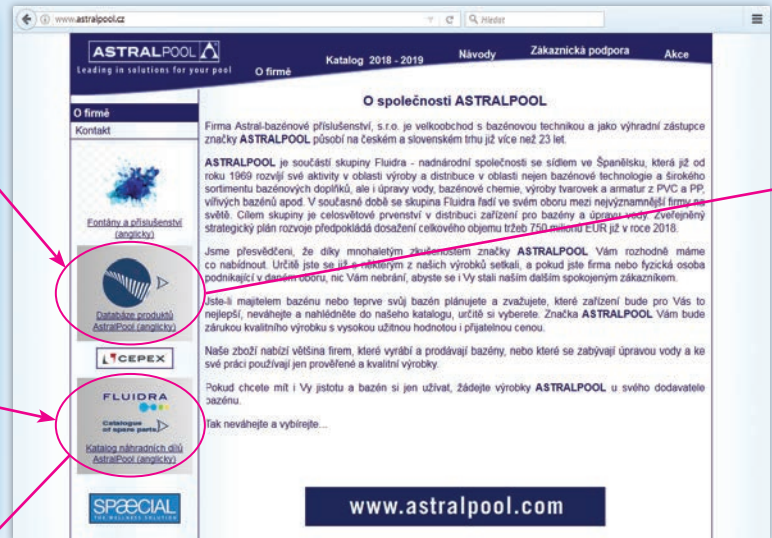 www.astralpool.cz
Hledat
ASTRALPOOL
Leading in solutions for your pool
O firmě
Katalog 2018 - 2019
Návody
Zákaznická podpora
Akce
O firmě
Kontakt
Fontány a příslušenství
(anglicky)
Databáze produktů
AstralPool (anglicky)
CEPEX
FLUIDRA
Catalogue
of spare parts
Katalog náhradních dílů
AstralPool (anglicky)
SPÆCIAL
THE WELLNESS SOLUTION
O společnosti ASTRALPOOL
Firma Astral-bazénové příslušenství, s.r.o. je velkoobchod s bazénovou technikou a jako výhradní zástupce
značky ASTRALPOOL působí na českém a slovenském trhu již více než 23 let.
ASTRALPOOL je součástí skupiny Fluidra - nadnárodní společnosti se sídlem ve Španělsku, která již od
roku 1969 rozvíjí své aktivity v oblasti výroby a distribuce v oblasti nejen bazénové technologie a širokého
sortimentu bazénových doplňků, ale i úpravy vody, bazénové chemie, výroby tvarovek a armatur z PVC a PP,
vířivých bazénů apod. V současné době se skupina Fluidra řadí ve svém oboru mezi nejvýznamnější firmy na
světě. Cílem skupiny je celosvětové prvenství v distribuci zařízení pro bazény a úpravu vody. Zveřejněný
strategický plán rozvoje předpokládá dosažení celkového objemu tržeb 750 milionů EUR již v roce 2018.
Jsme přesvědčeni, že díky mnohaletým zkušenostem značky ASTRALPOOL Vám rozhodně máme
co nabídnout. Určitě jste se již s některým z našich výrobků setkali, a pokud jste firma nebo fyzická osoba
podnikající v daném oboru, nic Vám nebrání, abyste se i Vy stali naším dalším spokojeným zákazníkem.
Jste-li majitelem bazénu nebo teprve svůj bazén plánujete a zvažujete, které zařízení bude pro Vás to
nejlepší, neváhejte a nahlédněte do našeho katalogu, určitě si vyberete. Značka ASTRALPOOL Vám bude
zárukou kvalitního výrobku s vysokou užitnou hodnotou i přijatelnou cenou.
Naše zboží nabízí většina firem, které vyrábí a prodávají bazény, nebo které se zabývají úpravou vody a ke
své práci používají jen prověřené a kvalitní výrobky.
Pokud chcete mít i Vy jistotu a bazén si jen užívat, žádejte výrobky ASTRALPOOL u svého dodavatele
bazénu.
Tak neváhejte a vybírejte...
www.astralpool.com